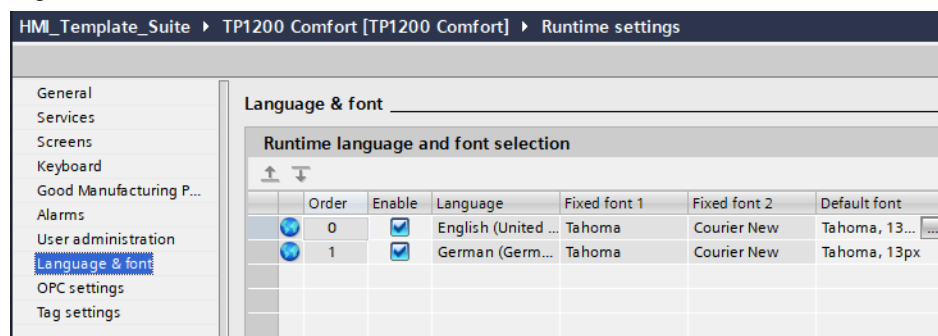 HMI_Template_Suite ▸ TP1200 Comfort [TP1200 Comfort] ▸ Runtime settings
General
Services
Screens
Keyboard
Good Manufacturing P...
Alarms
User administration
Language & font
OPC settings
Tag settings
Language & font
Runtime language and font selection
Order Enable Language Fixed font 1 Fixed font 2 Default font
0 English (United ... Tahoma Courier New Tahoma, 13... ...
1 German (Germ... Tahoma Courier New Tahoma, 13px